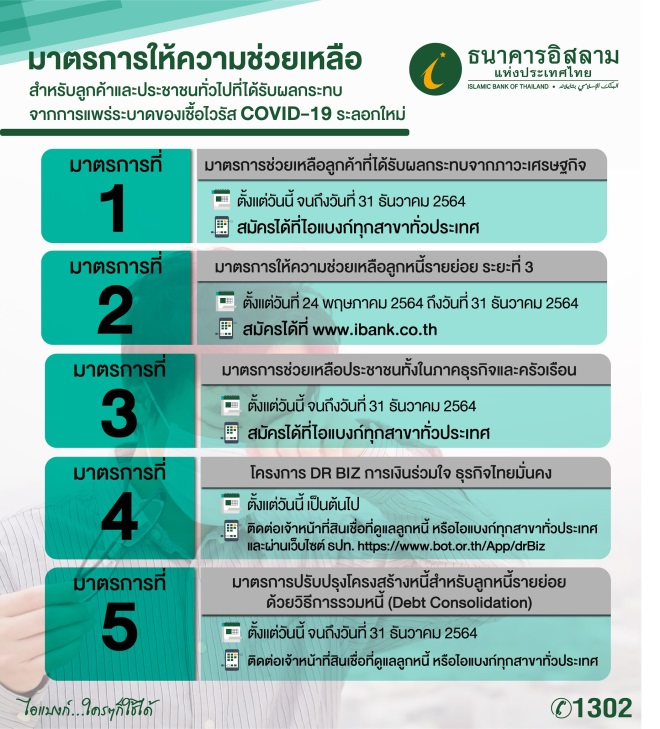 มาตรการให้ความช่วยเหลือ
สำหรับลูกค้าและประชาชนทั่วไปที่ได้รับผลกระทบ
จากการแพร่ระบาดของเชื้อไวรัส COVID-19 ระลอกใหม่
ธนาคารอิสลาม
แห่งประเทศไทย
ISLAMIC BANK OF THAILAND •
มาตรการที่
1
มาตรการช่วยเหลือลูกค้าที่ได้รับผลกระทบจากภาวะเศรษฐกิจ
ตั้งแต่วันนี้ จนถึงวันที่ 31 ธันวาคม 2564
สมัครได้ที่ไอแบงก์ทุกสาขาทั่วประเทศ
มาตรการที่
2
มาตรการให้ความช่วยเหลือลูกหนี้รายย่อย ระยะที่ 3
ตั้งแต่วันที่ 24 พฤษภาคม 2564 ถึงวันที่ 31 ธันวาคม 2564
สมัครได้ที่ www.ibank.co.th
มาตรการที่
3
มาตรการช่วยเหลือประชาชนทั้งในภาคธุรกิจและครัวเรือน
ตั้งแต่วันนี้ จนถึงวันที่ 31 ธันวาคม 2564
สมัครได้ที่ไอแบงก์ทุกสาขาทั่วประเทศ
มาตรการที่
4
โครงการ DR BIZ การเงินร่วมใจ ธุรกิจไทยมั่นคง
ตั้งแต่วันนี้ เป็นต้นไป
ติดต่อเจ้าหน้าที่สินเชื่อที่ดูแลลูกหนี้ หรือไอแบงก์ทุกสาขาทั่วประเทศ
และผ่านเว็บไซต์ ธปท. https://www.bot.or.th/App/drBiz
มาตรการที่
5
มาตรการปรับปรุงโครงสร้างหนี้สำหรับลูกหนี้รายย่อย
ด้วยวิธีการรวมหนี้ (Debt Consolidation)
ตั้งแต่วันนี้ จนถึงวันที่ 31 ธันวาคม 2564
ติดต่อเจ้าหน้าที่สินเชื่อที่ดูแลลูกหนี้ หรือไอแบงก์ทุกสาขาทั่วประเทศ
ไอแบงก์...ใครๆก็ใช้ได้
1302